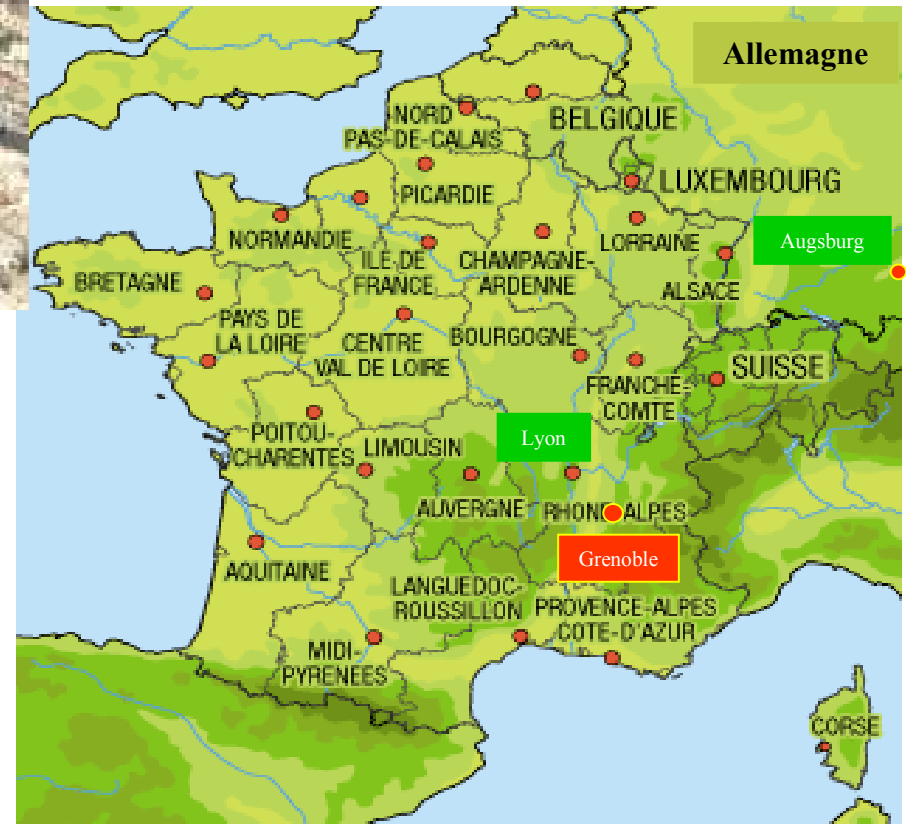 Allemagne
NORD
PAS-DE-CALAIS
BELGIQUE
PICARDIE
LUXEMBOURG
NORMANDIE
ILE DE
FRANCE
CHAMPAGNE-
ARDENNE
LORRAINE
Augsburg
BRETAGNE
ALSACE
PAYS DE
LA LOIRE
CENTRE
VAL DE LOIRE
BOURGOGNE
FRANCHE-
COMTE
SUISSE
POITOU-
CHARENTES
LIMOUSIN
Lyon
AUVERGNE
RHONE-ALPES
Grenoble
AQUITAINE
LANGUEDOC-
ROUSSILLON
PROVENCE-ALPES
COTE-D'AZUR
MIDI-
PYRENEES
CORSE